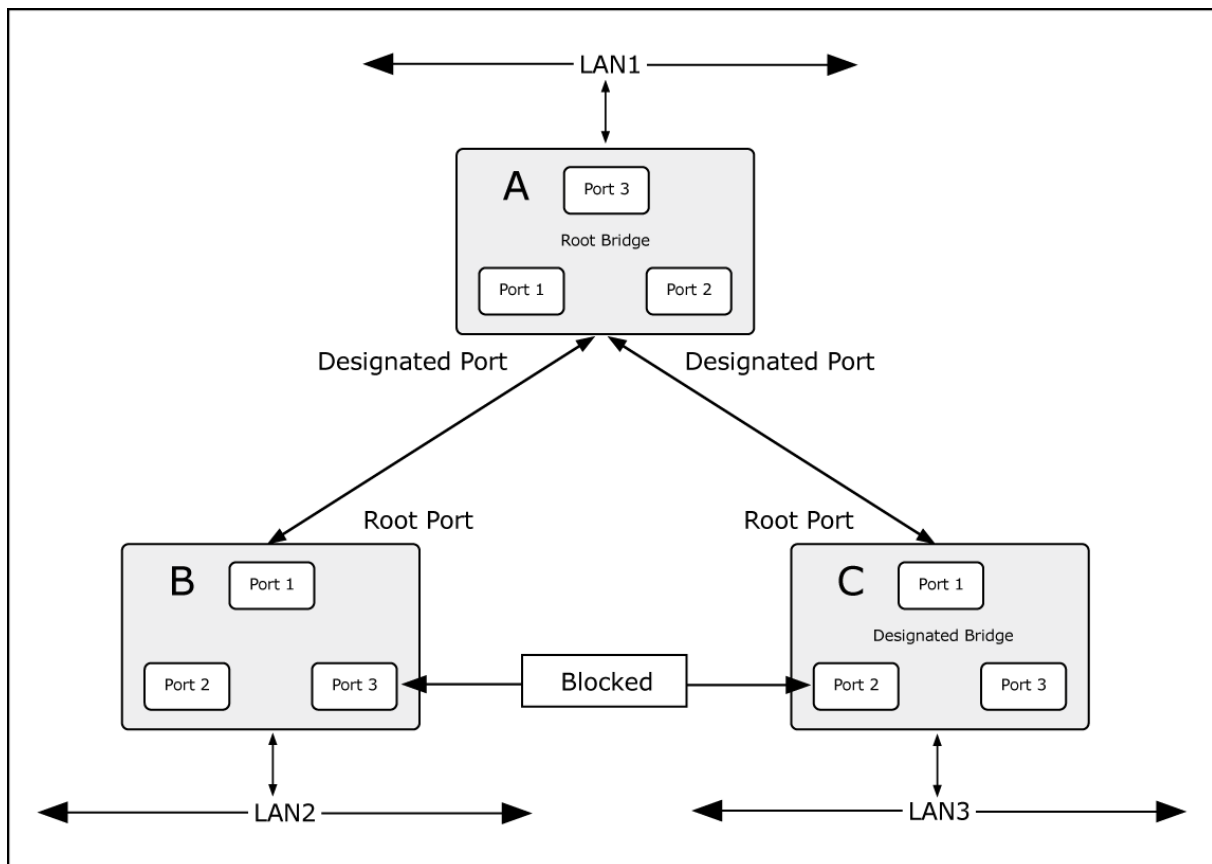 LAN1
A
Port 3
Root Bridge
Port 1
Port 2
Designated Port
Designated Port
Root Port
Root Port
B
Port 1
C
Port 1
Designated Bridge
Port 2
Port 3
Blocked
Port 2
Port 3
LAN2
LAN3